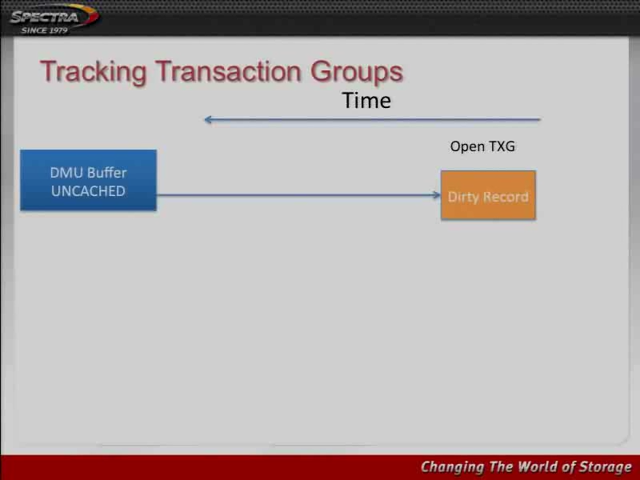 SPECTRA
SINCE 1979
Tracking Transaction Groups
Time
Open TXG
DMU Buffer
UNCACHED
Dirty Record
Changing The World of Storage